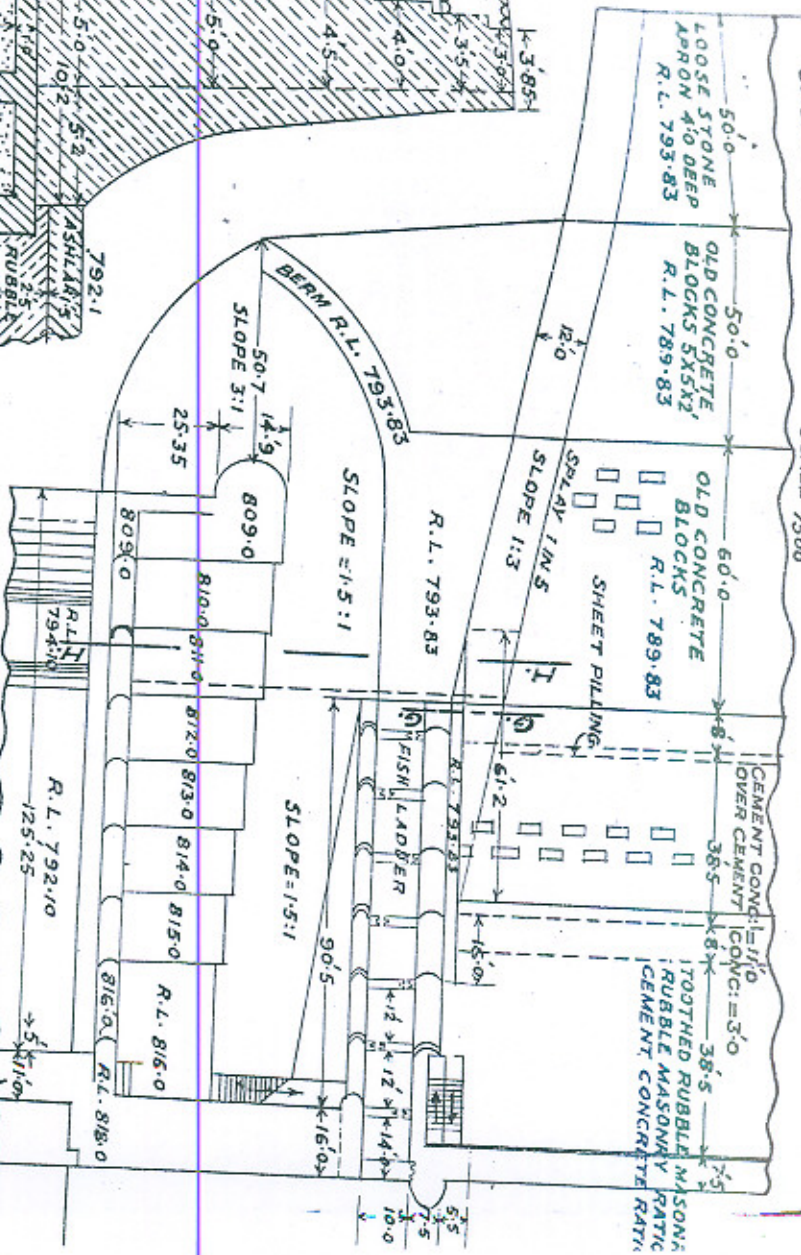 LOOSE STONE
APRON 4'0 DEEP
R.L. 793·83
50·0'
OLD CONCRETE
BLOCKS 5X5X2'
R.L. 789·83
50'·0
OLD CONCRETE
BLOCKS
R.L. 789·83
60'·0
8'
CEMENT CONC:=11'0
OVER CEMENT CONC:=3'0
38'·5
8'
TOOTHED RUBBLE
RUBBLE MASONRY
CEMENT CONCRETE
38'·5
7'·5
3'·85
3·0
3'·5
4'·0
4'·5
5'·0
5'·0
5'·2
10'·2
792·1
ASHLAR 1'·5
2'·5
RUBBLE
12'·0
SPLAY 1 IN 5
SLOPE 1:3
SHEET PILLING
BERM R.L. 793·83
50·7
SLOPE 3:1
14'·9
25·35
SLOPE =1·5:1
R.L. 793·83
H.
G.
G.
61'·2
R.L. 793·83
FISH LADDER
16'·0
SLOPE=1·5:1
90'·5
12'
12'
14'·0
16'·0
5·5
7·5
10·0
809·0
809·0
810·0
811·0
812·0
813·0
814·0
815·0
R.L. 816·0
816·0
R.L. 818·0
R.L.
794·10
H
R.L. 792·10
125·25
5'
11'·0